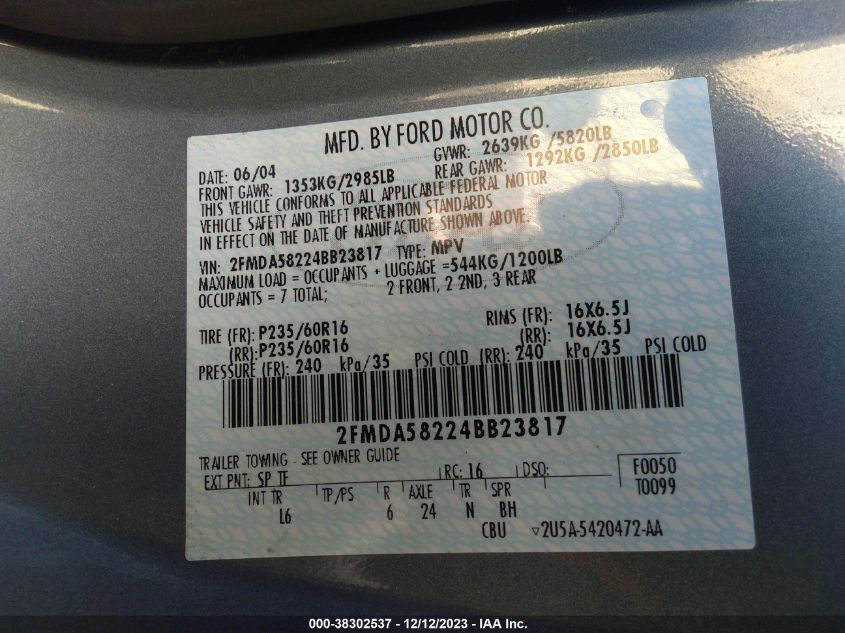 MFD. BY FORD MOTOR CO.
DATE: 06/04 GVWR: 2639KG /5820LB
FRONT GAWR: 1353KG/2985LB REAR GAWR: 1292KG /2850LB
THIS VEHICLE CONFORMS TO ALL APPLICABLE FEDERAL MOTOR
VEHICLE SAFETY AND THEFT PREVENTION STANDARDS
IN EFFECT ON THE DATE OF MANUFACTURE SHOWN ABOVE.
VIN: 2FMDA58224BB23817 TYPE: MPV
MAXIMUM LOAD = OCCUPANTS + LUGGAGE =544KG/1200LB
OCCUPANTS = 7 TOTAL; 2 FRONT, 2 2ND, 3 REAR
TIRE (FR): P235/60R16 RIMS (FR): 16X6.5J
(RR): P235/60R16 (RR): 16X6.5J
PRESSURE (FR): 240 kPa/35 PSI COLD (RR): 240 kPa/35 PSI COLD
2FMDA58224BB23817
TRAILER TOWING - SEE OWNER GUIDE
EXT PNT: SP TF RC: 16 DSO: F0050
INT TR TP/PS R AXLE TR SPR T0099
L6 6 24 N BH
CBU ▽2U5A-5420472-AA
000-38302537 - 12/12/2023 - IAA Inc.